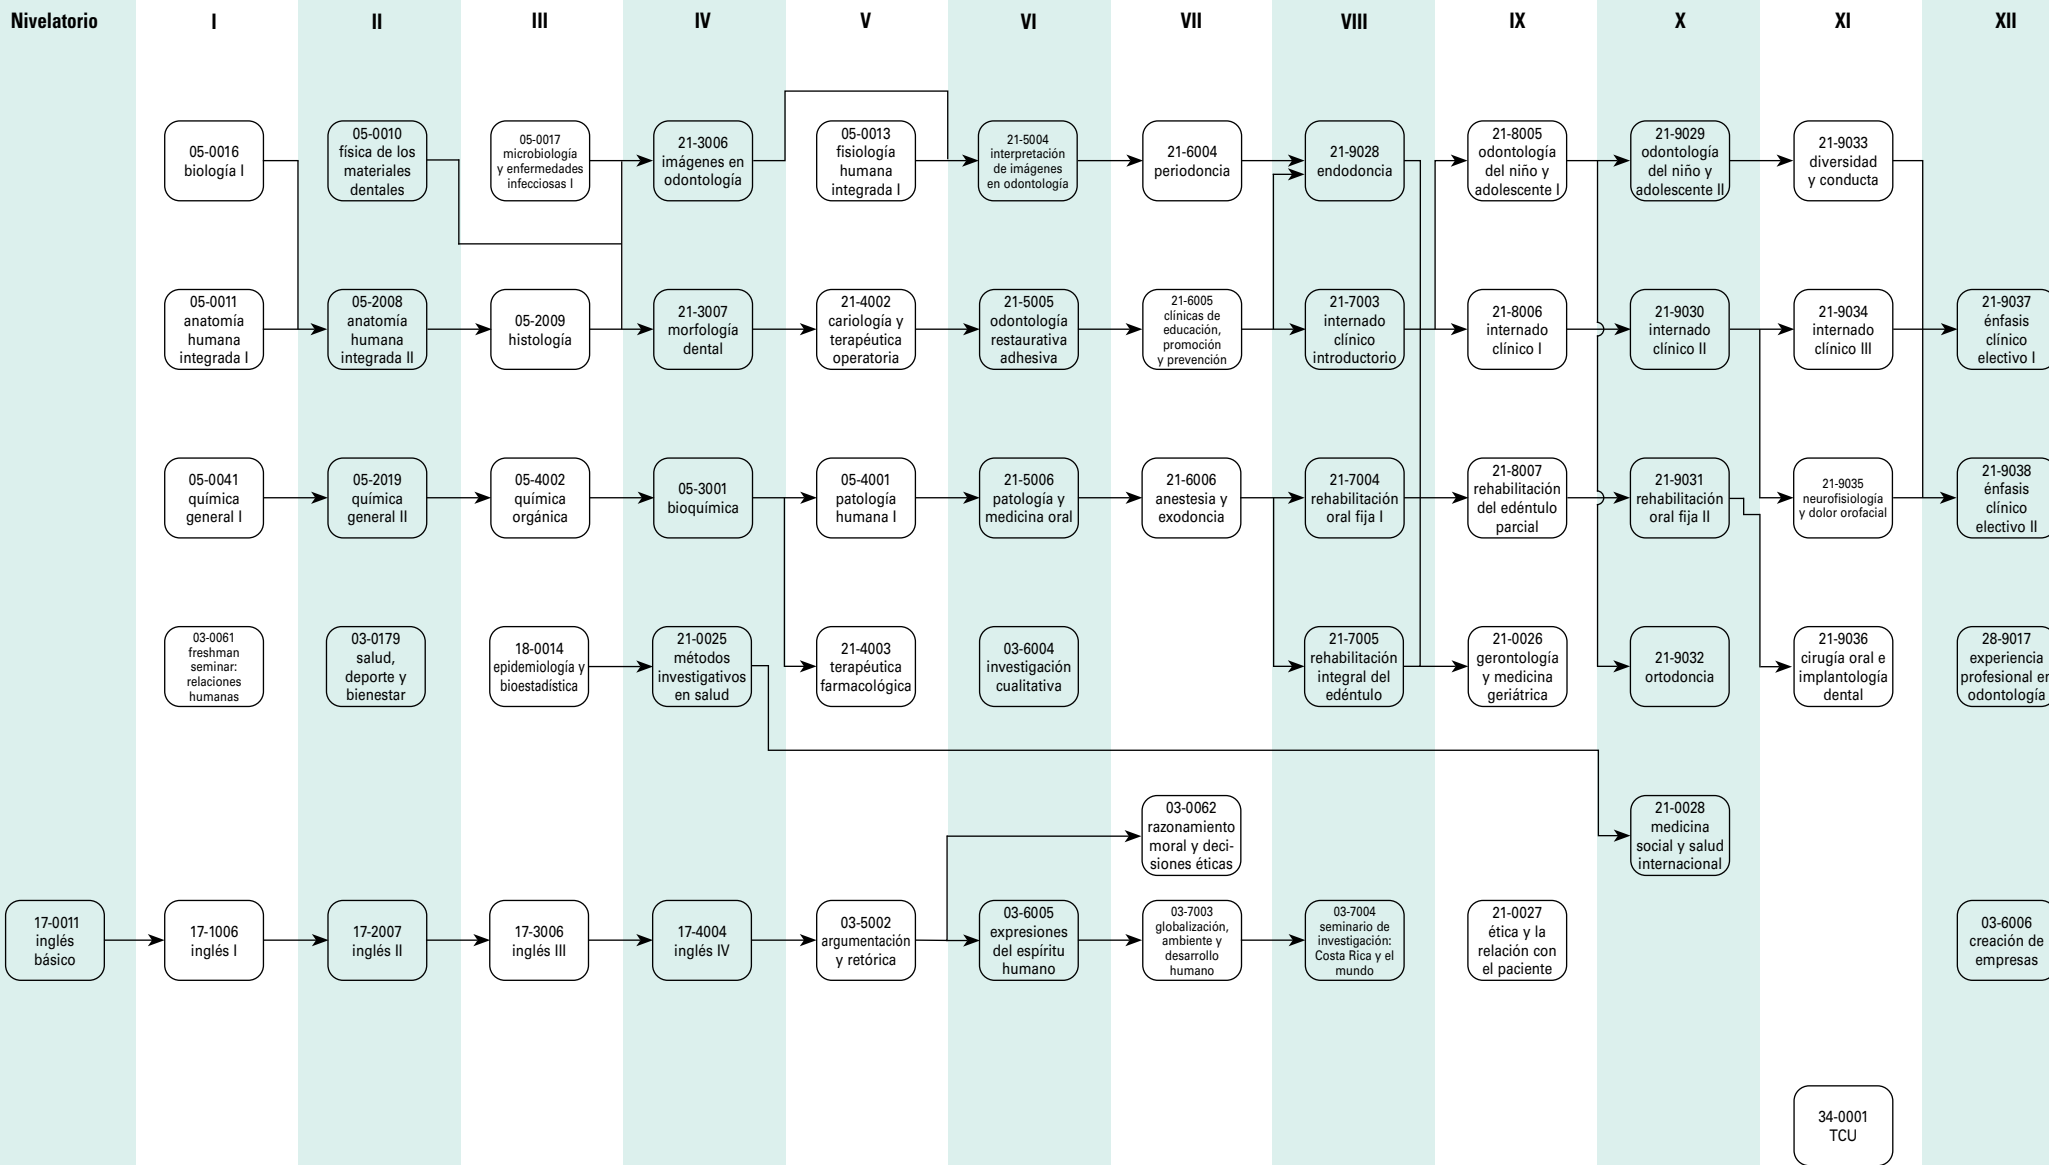 Nivelatorio
I
II
III
IV
V
VI
VII
VIII
IX
X
XI
XII
05-0016
biología I
05-0010
física de los
materiales
dentales
05-0017
microbiología
y enfermedades
infecciosas I
21-3006
imágenes en
odontología
05-0013
fisiología
humana
integrada I
21-5004
interpretación
de imágenes
en odontología
21-6004
periodoncia
21-9028
endodoncia
21-8005
odontología
del niño y
adolescente I
21-9029
odontología
del niño y
adolescente II
21-9033
diversidad
y conducta
05-0011
anatomía
humana
integrada I
05-2008
anatomía
humana
integrada II
05-2009
histología
21-3007
morfología
dental
21-4002
cariología y
terapéutica
operatoria
21-5005
odontología
restaurativa
adhesiva
21-6005
clínicas de
educación,
promoción
y prevención
21-7003
internado
clínico
introductorio
21-8006
internado
clínico I
21-9030
internado
clínico II
21-9034
internado
clínico III
21-9037
énfasis
clínico
electivo I
05-0041
química
general I
05-2019
química
general II
05-4002
química
orgánica
05-3001
bioquímica
05-4001
patología
humana I
21-5006
patología y
medicina oral
21-6006
anestesia y
exodoncia
21-7004
rehabilitación
oral fija I
21-8007
rehabilitación
del edéntulo
parcial
21-9031
rehabilitación
oral fija II
21-9035
neurofisiología
y dolor orofacial
21-9038
énfasis
clínico
electivo II
03-0061
freshman
seminar:
relaciones
humanas
03-0179
salud,
deporte y
bienestar
18-0014
epidemiología y
bioestadística
21-0025
métodos
investigativos
en salud
21-4003
terapéutica
farmacológica
03-6004
investigación
cualitativa
21-7005
rehabilitación
integral del
edéntulo
21-0026
gerontología
y medicina
geriátrica
21-9032
ortodoncia
21-9036
cirugía oral e
implantología
dental
28-9017
experiencia
profesional en
odontología
03-0062
razonamiento
moral y deci-
siones éticas
21-0028
medicina
social y salud
internacional
17-0011
inglés
básico
17-1006
inglés I
17-2007
inglés II
17-3006
inglés III
17-4004
inglés IV
03-5002
argumentación
y retórica
03-6005
expresiones
del espíritu
humano
03-7003
globalización,
ambiente y
desarrollo
humano
03-7004
seminario de
investigación:
Costa Rica y el
mundo
21-0027
ética y la
relación con
el paciente
03-6006
creación de
empresas
34-0001
TCU